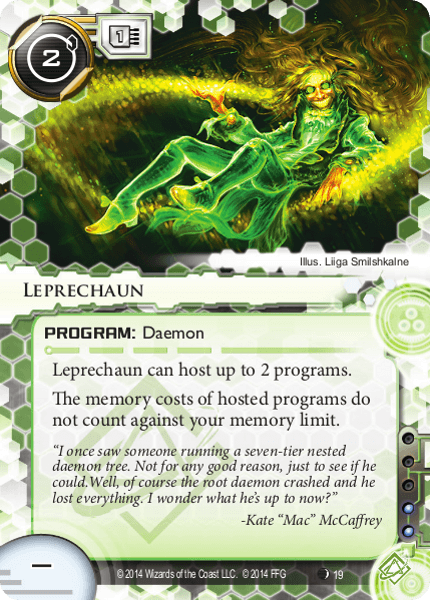 2
1
Illus. Liiga Smilshkalne
Leprechaun
PROGRAM: Daemon
Leprechaun can host up to 2 programs.
The memory costs of hosted programs do
not count against your memory limit.
“I once saw someone running a seven-tier nested
daemon tree. Not for any good reason, just to see if he
could.Well, of course the root daemon crashed and he
lost everything. I wonder what he’s up to now?”
-Kate “Mac” McCaffrey
–
© 2014 Wizards of the Coast LLC. © 2014 FFG
19